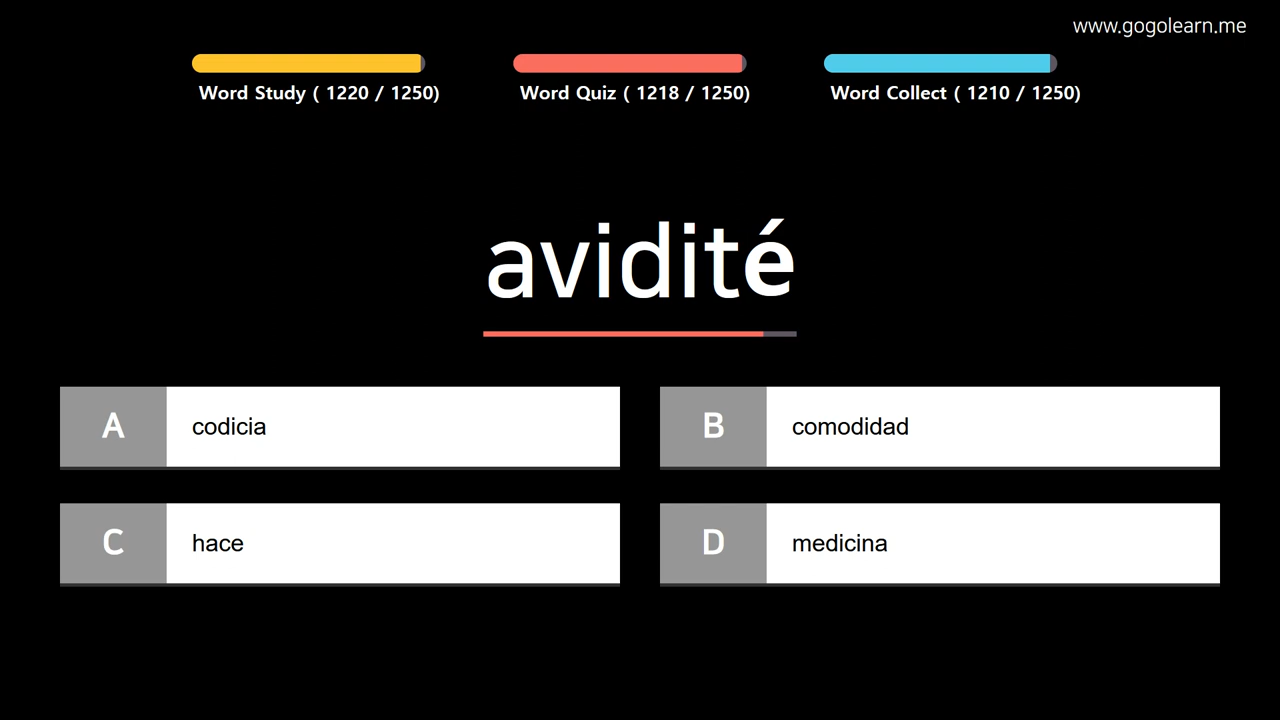 www.gogolearn.me
Word Study ( 1220 / 1250)
Word Quiz ( 1218 / 1250)
Word Collect ( 1210 / 1250)
avidité
A codicia
B comodidad
C hace
D medicina